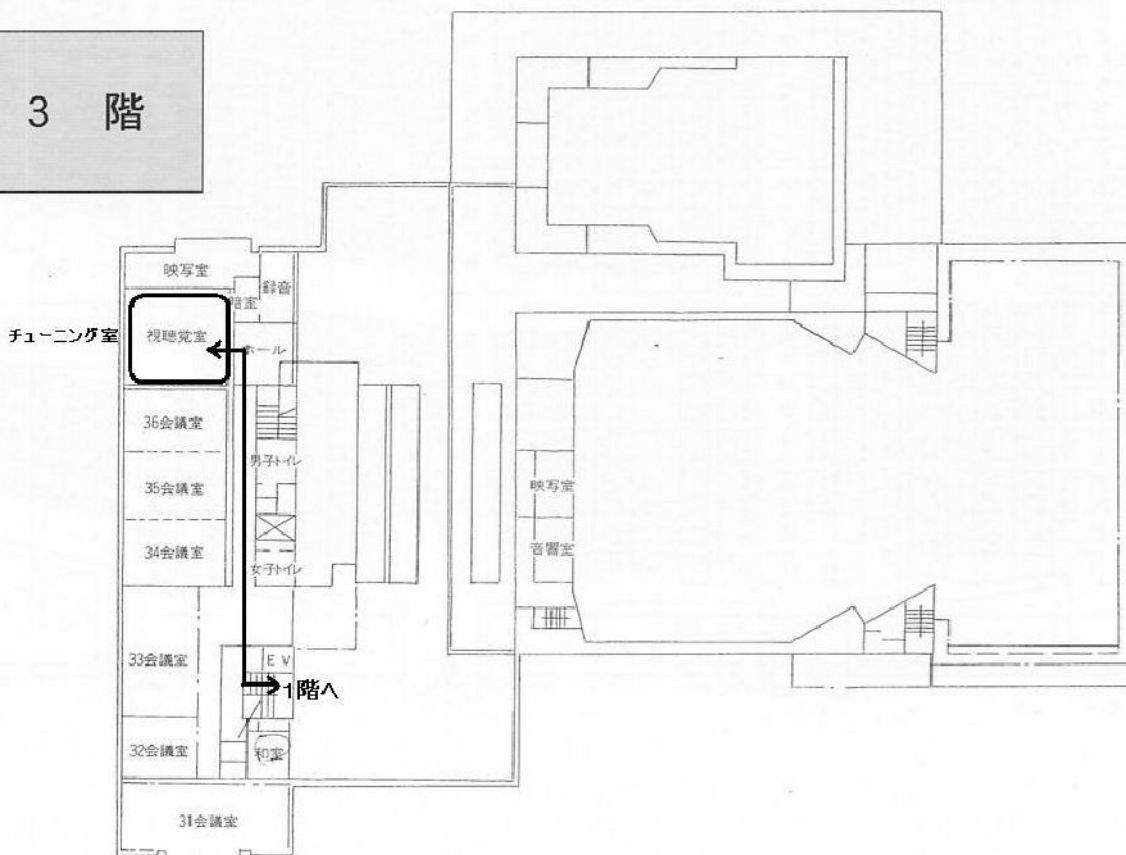 3 階
映写室
録音
暗室
チューニング室
視聴覚室
ホール
36会議室
男子トイレ
35会議室
映写室
34会議室
音響室
女子トイレ
33会議室
EV
1階へ
32会議室
和室
31会議室